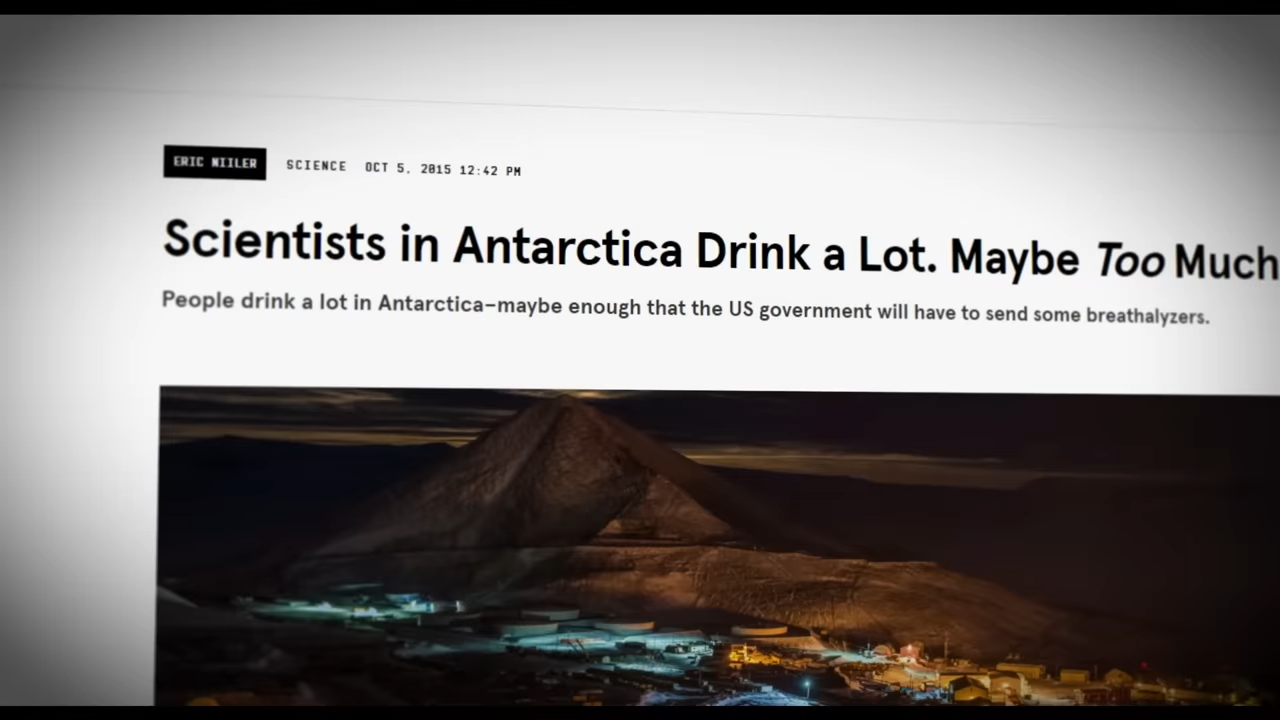 ERIC NIILER SCIENCE OCT 5, 2015 12:42 PM
Scientists in Antarctica Drink a Lot. Maybe Too Much
People drink a lot in Antarctica–maybe enough that the US government will have to send some breathalyzers.